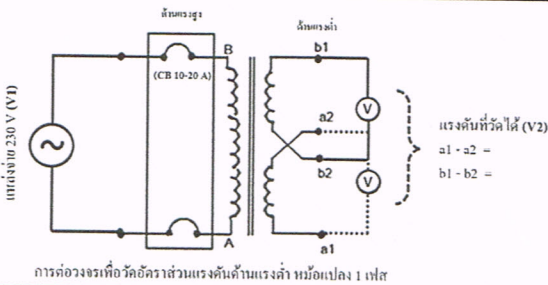 ด้านแรงสูง
ด้านแรงต่ำ
B
b1
(CB 10-20 A)
V
แหล่งจ่าย 230 V (V1)
a2
แรงดันที่วัดได้ (V2)
a1 - a2 =
b2
b1 - b2 =
V
A
a1
การต่อวงจรเพื่อวัดอัตราส่วนแรงดันด้านแรงต่ำ หม้อแปลง 1 เฟส